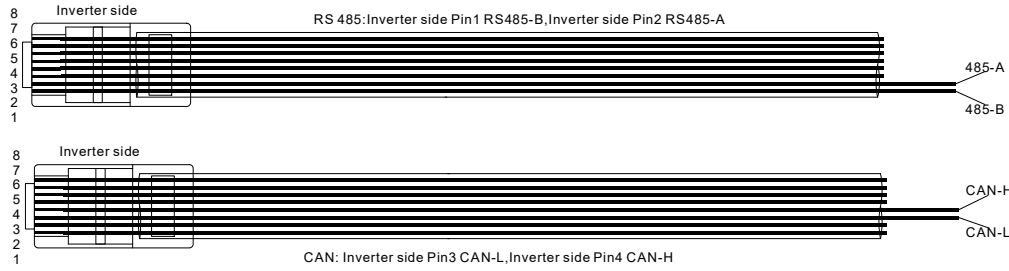 Inverter side
RS 485:Inverter side Pin1 RS485-B,Inverter side Pin2 RS485-A
8
7
6
5
4
3
2
1
485-A
485-B
Inverter side
8
7
6
5
4
3
2
1
CAN-H
CAN-L
CAN: Inverter side Pin3 CAN-L,Inverter side Pin4 CAN-H